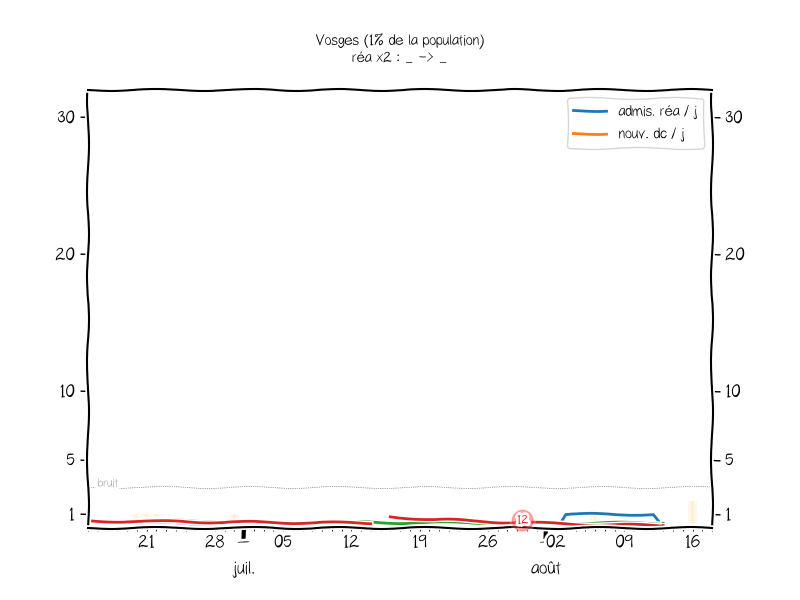 Vosges (1% de la population)
réa x2 : _ -> _
admis. réa / j
nouv. dc / j
30
30
20
20
10
10
5
5
bruit
1
1
12
21
28
05
12
19
26
02
09
16
juil.
août